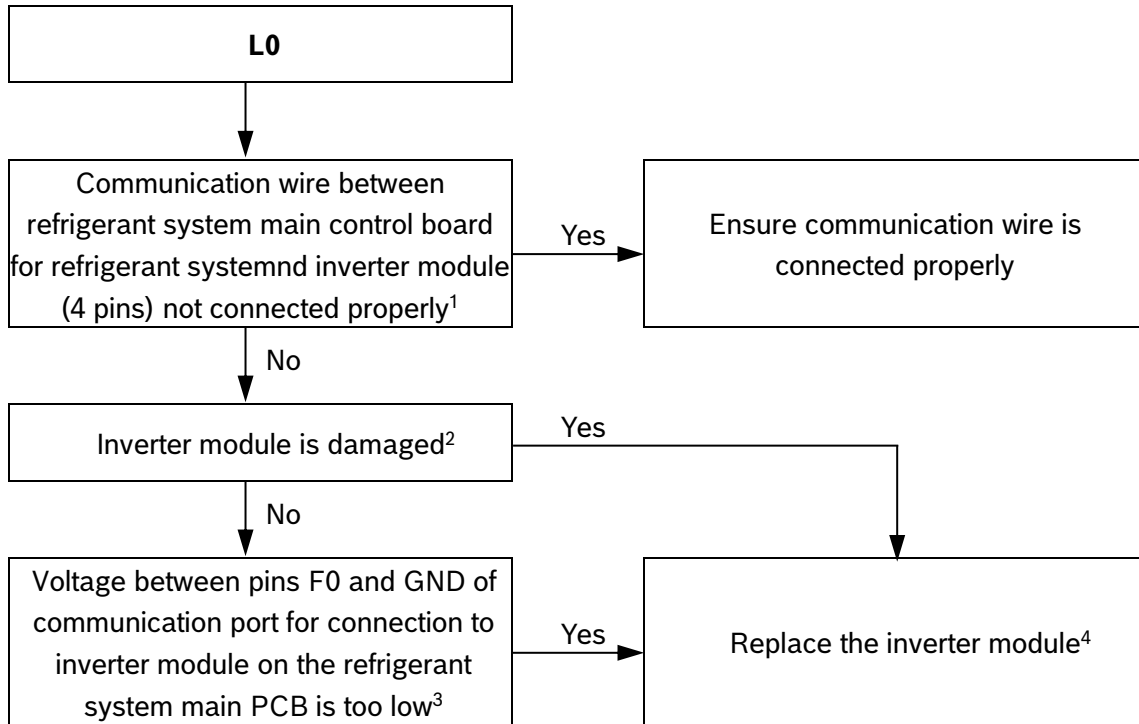 L0
Communication wire between
refrigerant system main control board
for refrigerant systemnd inverter module
(4 pins) not connected properly¹
Yes
Ensure communication wire is
connected properly
No
Inverter module is damaged²
Yes
No
Voltage between pins F0 and GND of
communication port for connection to
inverter module on the refrigerant
system main PCB is too low³
Yes
Replace the inverter module⁴